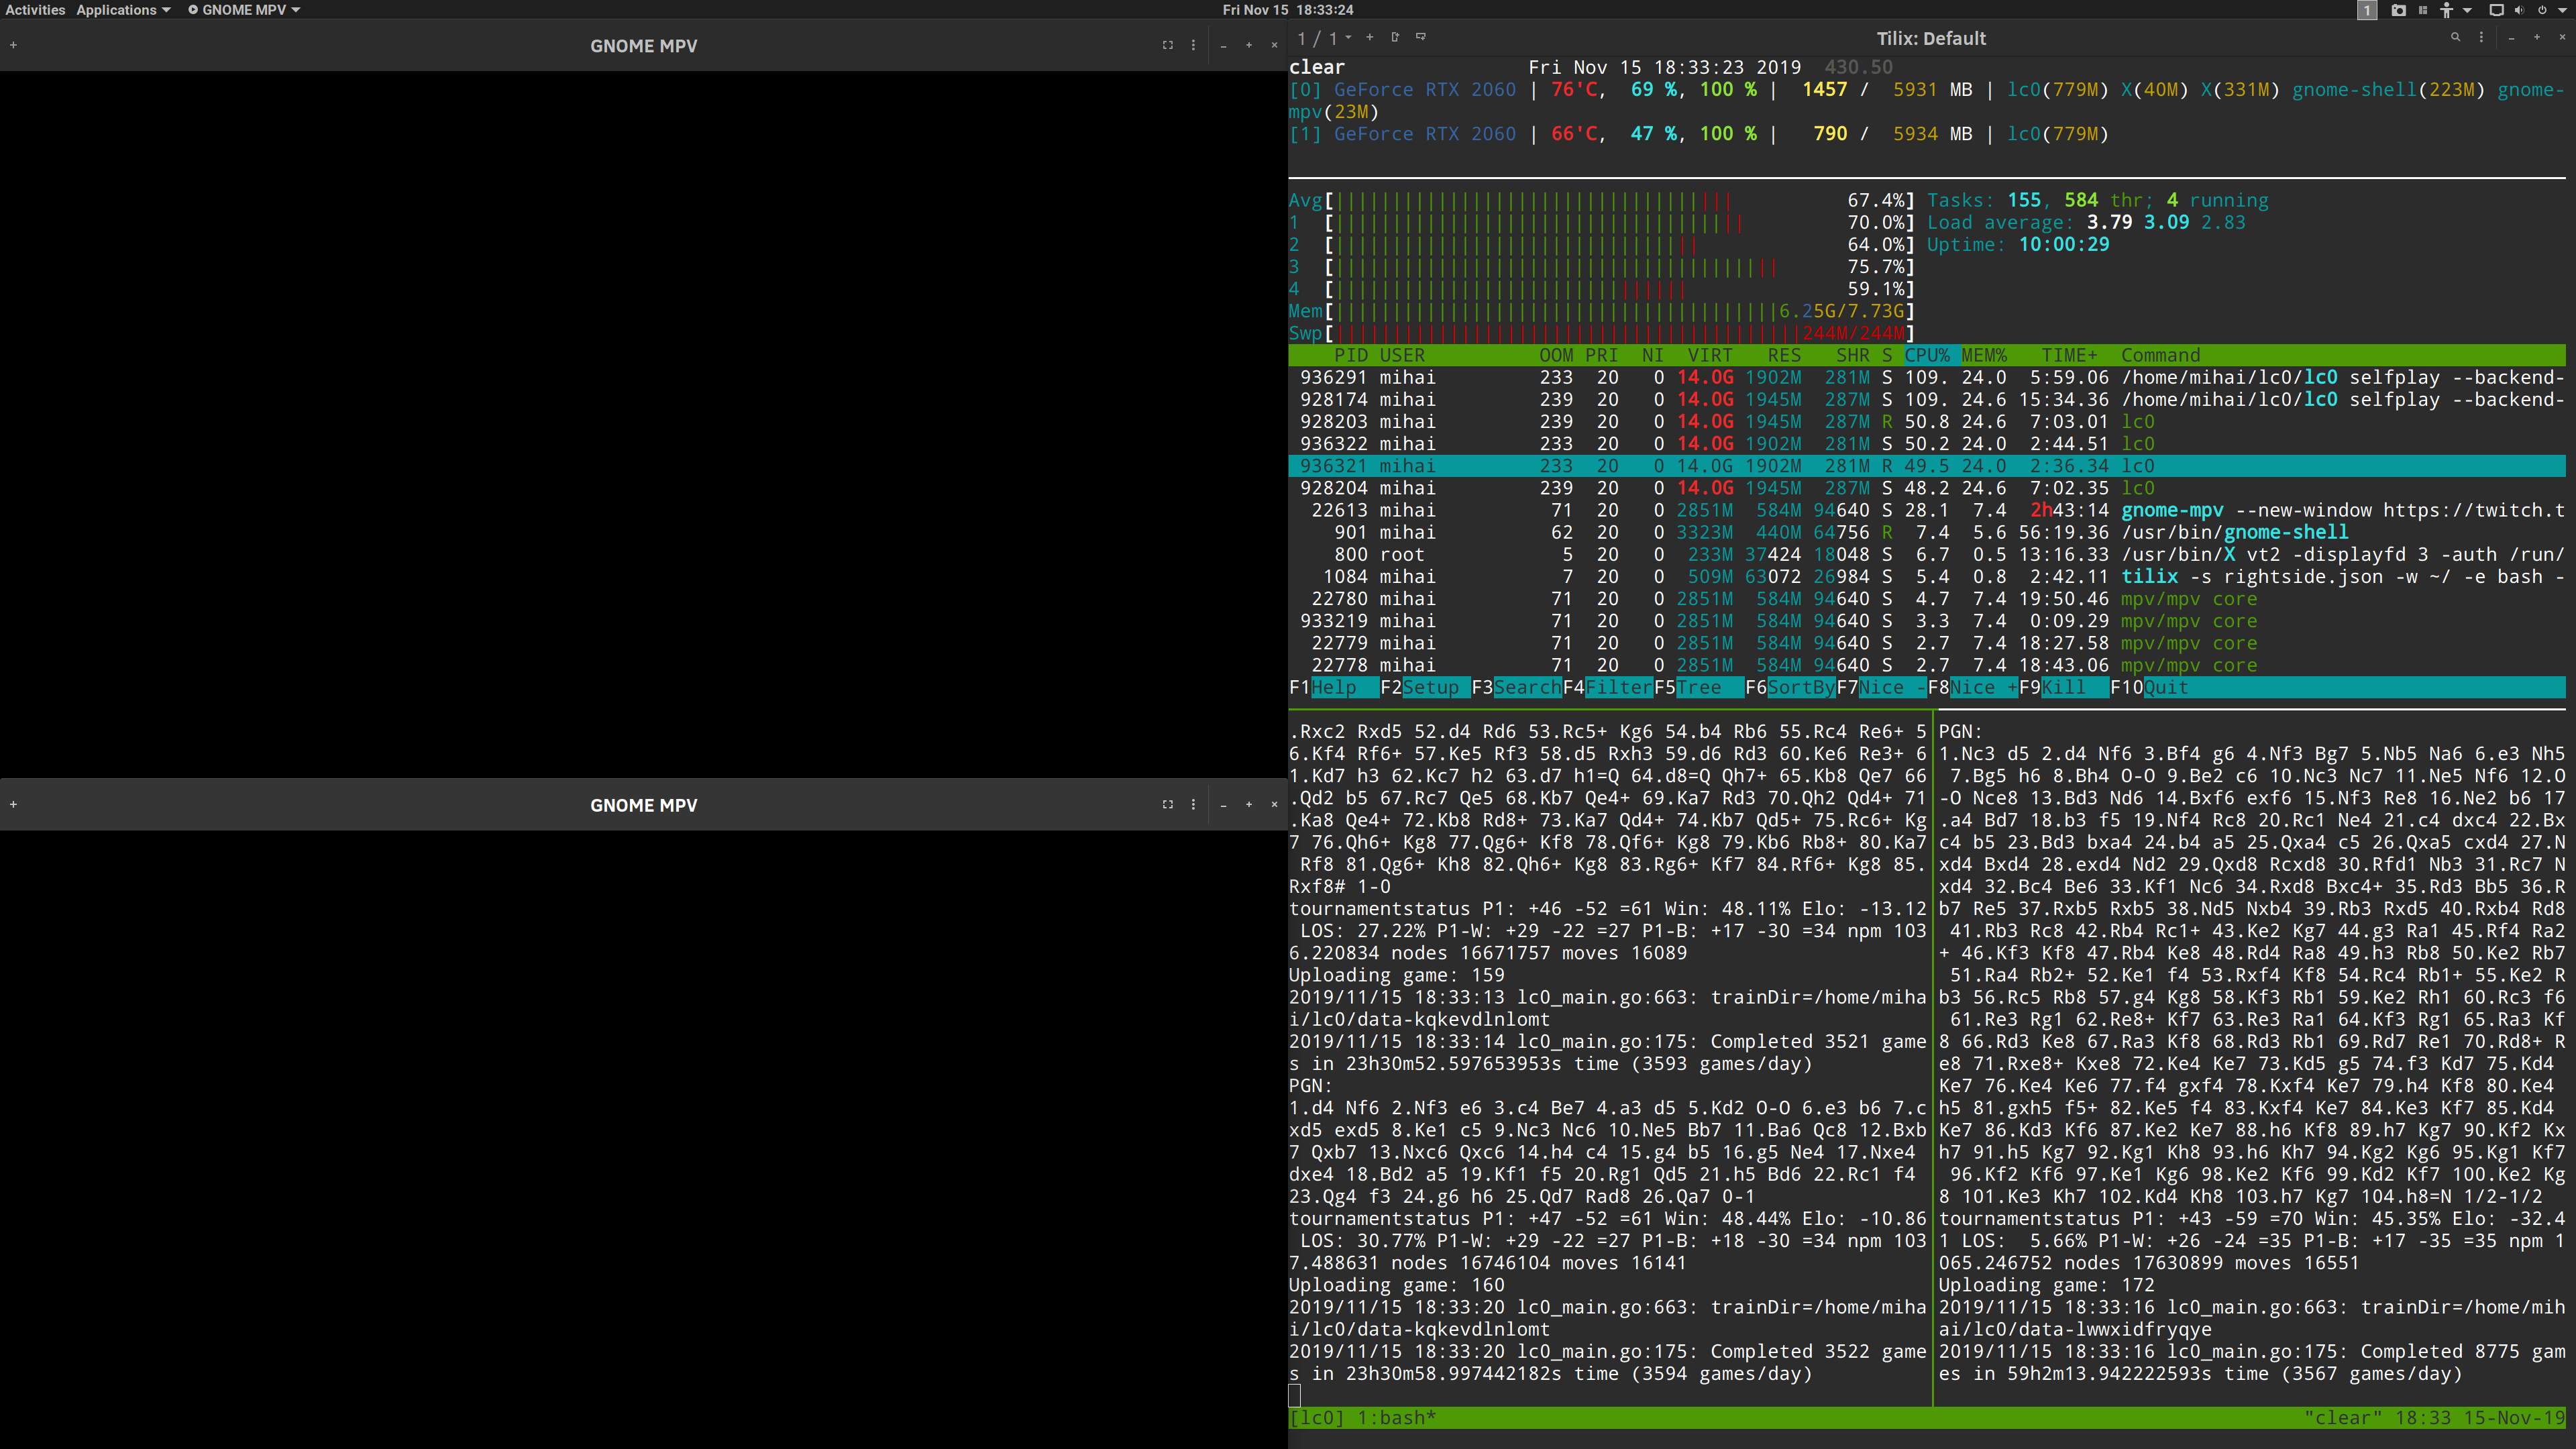 Activities Applications GNOME MPV Fri Nov 15 18:33:24 1
GNOME MPV
1 / 1 Tilix: Default
clear Fri Nov 15 18:33:23 2019 430.50
[0] GeForce RTX 2060 | 76'C, 69 %, 100 % | 1457 / 5931 MB | lc0(779M) X(40M) X(331M) gnome-shell(223M) gnome-
mpv(23M)
[1] GeForce RTX 2060 | 66'C, 47 %, 100 % | 790 / 5934 MB | lc0(779M)
Avg[ 67.4%] Tasks: 155, 584 thr; 4 running
1 [ 70.0%] Load average: 3.79 3.09 2.83
2 [ 64.0%] Uptime: 10:00:29
3 [ 75.7%]
4 [ 59.1%]
Mem[ 6.25G/7.73G]
Swp[ 244M/244M]
PID USER OOM PRI NI VIRT RES SHR S CPU% MEM% TIME+ Command
936291 mihai 233 20 0 14.0G 1902M 281M S 109. 24.0 5:59.06 /home/mihai/lc0/lc0 selfplay --backend-
928174 mihai 239 20 0 14.0G 1945M 287M S 109. 24.6 15:34.36 /home/mihai/lc0/lc0 selfplay --backend-
928203 mihai 239 20 0 14.0G 1945M 287M R 50.8 24.6 7:03.01 lc0
936322 mihai 233 20 0 14.0G 1902M 281M S 50.2 24.0 2:44.51 lc0
936321 mihai 233 20 0 14.0G 1902M 281M R 49.5 24.0 2:36.34 lc0
928204 mihai 239 20 0 14.0G 1945M 287M S 48.2 24.6 7:02.35 lc0
22613 mihai 71 20 0 2851M 584M 94640 S 28.1 7.4 2h43:14 gnome-mpv --new-window https://twitch.t
901 mihai 62 20 0 3323M 440M 64756 R 7.4 5.6 56:19.36 /usr/bin/gnome-shell
800 root 5 20 0 233M 37424 18048 S 6.7 0.5 13:16.33 /usr/bin/X vt2 -displayfd 3 -auth /run/
1084 mihai 7 20 0 509M 63072 26984 S 5.4 0.8 2:42.11 tilix -s rightside.json -w ~/ -e bash -
22780 mihai 71 20 0 2851M 584M 94640 S 4.7 7.4 19:50.46 mpv/mpv core
933219 mihai 71 20 0 2851M 584M 94640 S 3.3 7.4 0:09.29 mpv/mpv core
22779 mihai 71 20 0 2851M 584M 94640 S 2.7 7.4 18:27.58 mpv/mpv core
22778 mihai 71 20 0 2851M 584M 94640 S 2.7 7.4 18:43.06 mpv/mpv core
F1Help F2Setup F3SearchF4FilterF5Tree F6SortByF7Nice -F8Nice +F9Kill F10Quit
GNOME MPV
.Rxc2 Rxd5 52.d4 Rd6 53.Rc5+ Kg6 54.b4 Rb6 55.Rc4 Re6+ 5
6.Kf4 Rf6+ 57.Ke5 Rf3 58.d5 Rxh3 59.d6 Rd3 60.Ke6 Re3+ 6
1.Kd7 h3 62.Kc7 h2 63.d7 h1=Q 64.d8=Q Qh7+ 65.Kb8 Qe7 66
.Qd2 b5 67.Rc7 Qe5 68.Kb7 Qe4+ 69.Ka7 Rd3 70.Qh2 Qd4+ 71
.Ka8 Qe4+ 72.Kb8 Rd8+ 73.Ka7 Qd4+ 74.Kb7 Qd5+ 75.Rc6+ Kg
7 76.Qh6+ Kg8 77.Qg6+ Kf8 78.Qf6+ Kg8 79.Kb6 Rb8+ 80.Ka7
Rf8 81.Qg6+ Kh8 82.Qh6+ Kg8 83.Rg6+ Kf7 84.Rf6+ Kg8 85.
Rxf8# 1-0
tournamentstatus P1: +46 -52 =61 Win: 48.11% Elo: -13.12
LOS: 27.22% P1-W: +29 -22 =27 P1-B: +17 -30 =34 npm 103
6.220834 nodes 16671757 moves 16089
Uploading game: 159
2019/11/15 18:33:13 lc0_main.go:663: trainDir=/home/miha
i/lc0/data-kqkevdlnlomt
2019/11/15 18:33:14 lc0_main.go:175: Completed 3521 game
s in 23h30m52.597653953s time (3593 games/day)
PGN:
1.d4 Nf6 2.Nf3 e6 3.c4 Be7 4.a3 d5 5.Kd2 O-O 6.e3 b6 7.c
xd5 exd5 8.Ke1 c5 9.Nc3 Nc6 10.Ne5 Bb7 11.Ba6 Qc8 12.Bxb
7 Qxb7 13.Nxc6 Qxc6 14.h4 c4 15.g4 b5 16.g5 Ne4 17.Nxe4
dxe4 18.Bd2 a5 19.Kf1 f5 20.Rg1 Qd5 21.h5 Bd6 22.Rc1 f4
23.Qg4 f3 24.g6 h6 25.Qd7 Rad8 26.Qa7 0-1
tournamentstatus P1: +47 -52 =61 Win: 48.44% Elo: -10.86
LOS: 30.77% P1-W: +29 -22 =27 P1-B: +18 -30 =34 npm 103
7.488631 nodes 16746104 moves 16141
Uploading game: 160
2019/11/15 18:33:20 lc0_main.go:663: trainDir=/home/miha
i/lc0/data-kqkevdlnlomt
2019/11/15 18:33:20 lc0_main.go:175: Completed 3522 game
s in 23h30m58.997442182s time (3594 games/day)
PGN:
1.Nc3 d5 2.d4 Nf6 3.Bf4 g6 4.Nf3 Bg7 5.Nb5 Na6 6.e3 Nh5
7.Bg5 h6 8.Bh4 O-O 9.Be2 c6 10.Nc3 Nc7 11.Ne5 Nf6 12.O
-O Nce8 13.Bd3 Nd6 14.Bxf6 exf6 15.Nf3 Re8 16.Ne2 b6 17
.a4 Bd7 18.b3 f5 19.Nf4 Rc8 20.Rc1 Ne4 21.c4 dxc4 22.Bx
c4 b5 23.Bd3 bxa4 24.b4 a5 25.Qxa4 c5 26.Qxa5 cxd4 27.N
xd4 Bxd4 28.exd4 Nd2 29.Qxd8 Rcxd8 30.Rfd1 Nb3 31.Rc7 N
xd4 32.Bc4 Be6 33.Kf1 Nc6 34.Rxd8 Bxc4+ 35.Rd3 Bb5 36.R
b7 Re5 37.Rxb5 Rxb5 38.Nd5 Nxb4 39.Rb3 Rxd5 40.Rxb4 Rd8
41.Rb3 Rc8 42.Rb4 Rc1+ 43.Ke2 Kg7 44.g3 Ra1 45.Rf4 Ra2
+ 46.Kf3 Kf8 47.Rb4 Ke8 48.Rd4 Ra8 49.h3 Rb8 50.Ke2 Rb7
51.Ra4 Rb2+ 52.Ke1 f4 53.Rxf4 Kf8 54.Rc4 Rb1+ 55.Ke2 R
b3 56.Rc5 Rb8 57.g4 Kg8 58.Kf3 Rb1 59.Ke2 Rh1 60.Rc3 f6
61.Re3 Rg1 62.Re8+ Kf7 63.Re3 Ra1 64.Kf3 Rg1 65.Ra3 Kf
8 66.Rd3 Ke8 67.Ra3 Kf8 68.Rd3 Rb1 69.Rd7 Re1 70.Rd8+ R
e8 71.Rxe8+ Kxe8 72.Ke4 Ke7 73.Kd5 g5 74.f3 Kd7 75.Kd4
Ke7 76.Ke4 Ke6 77.f4 gxf4 78.Kxf4 Ke7 79.h4 Kf8 80.Ke4
h5 81.gxh5 f5+ 82.Ke5 f4 83.Kxf4 Ke7 84.Ke3 Kf7 85.Kd4
Ke7 86.Kd3 Kf6 87.Ke2 Ke7 88.h6 Kf8 89.h7 Kg7 90.Kf2 Kx
h7 91.h5 Kg7 92.Kg1 Kh8 93.h6 Kh7 94.Kg2 Kg6 95.Kg1 Kf7
96.Kf2 Kf6 97.Ke1 Kg6 98.Ke2 Kf6 99.Kd2 Kf7 100.Ke2 Kg
8 101.Ke3 Kh7 102.Kd4 Kh8 103.h7 Kg7 104.h8=N 1/2-1/2
tournamentstatus P1: +43 -59 =70 Win: 45.35% Elo: -32.4
1 LOS: 5.66% P1-W: +26 -24 =35 P1-B: +17 -35 =35 npm 1
065.246752 nodes 17630899 moves 16551
Uploading game: 172
2019/11/15 18:33:16 lc0_main.go:663: trainDir=/home/mih
ai/lc0/data-lwwxidfryqye
2019/11/15 18:33:16 lc0_main.go:175: Completed 8775 gam
es in 59h2m13.942222593s time (3567 games/day)
[lc0] 1:bash* "clear" 18:33 15-Nov-19